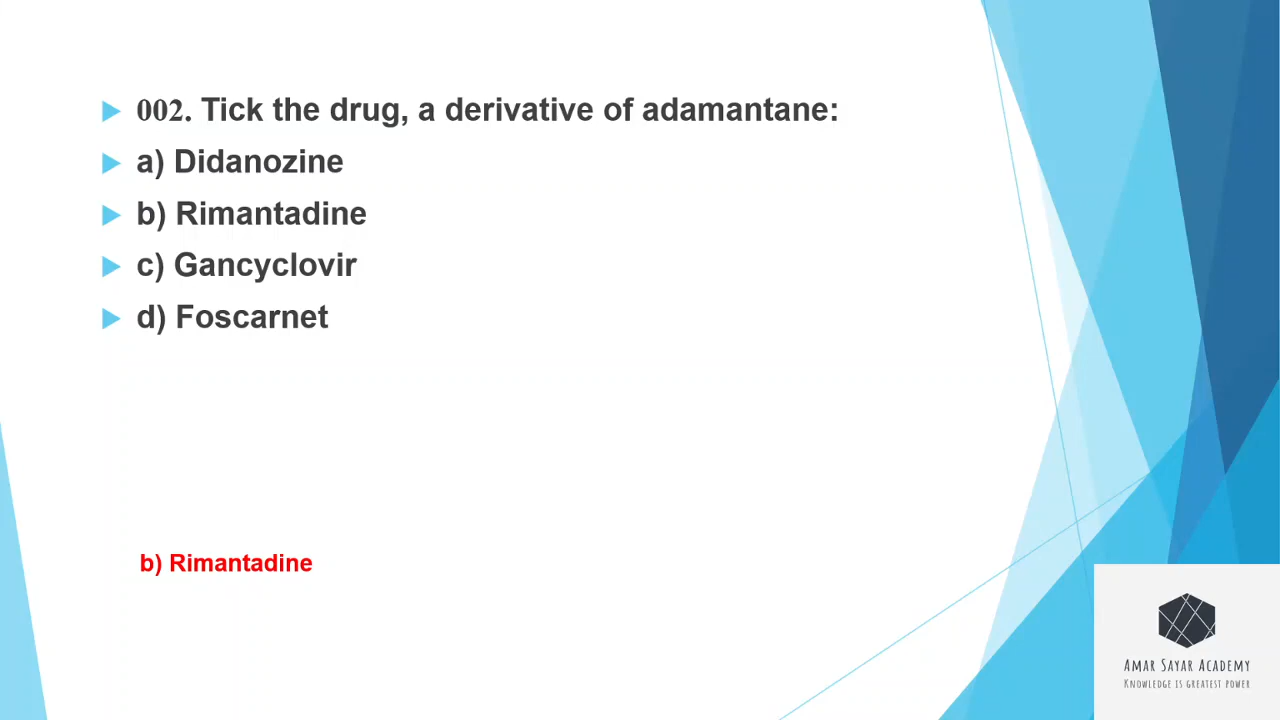 002. Tick the drug, a derivative of adamantane:
a) Didanozine
b) Rimantadine
c) Gancyclovir
d) Foscarnet
b) Rimantadine
Amar Sayar Academy
Knowledge is greatest power